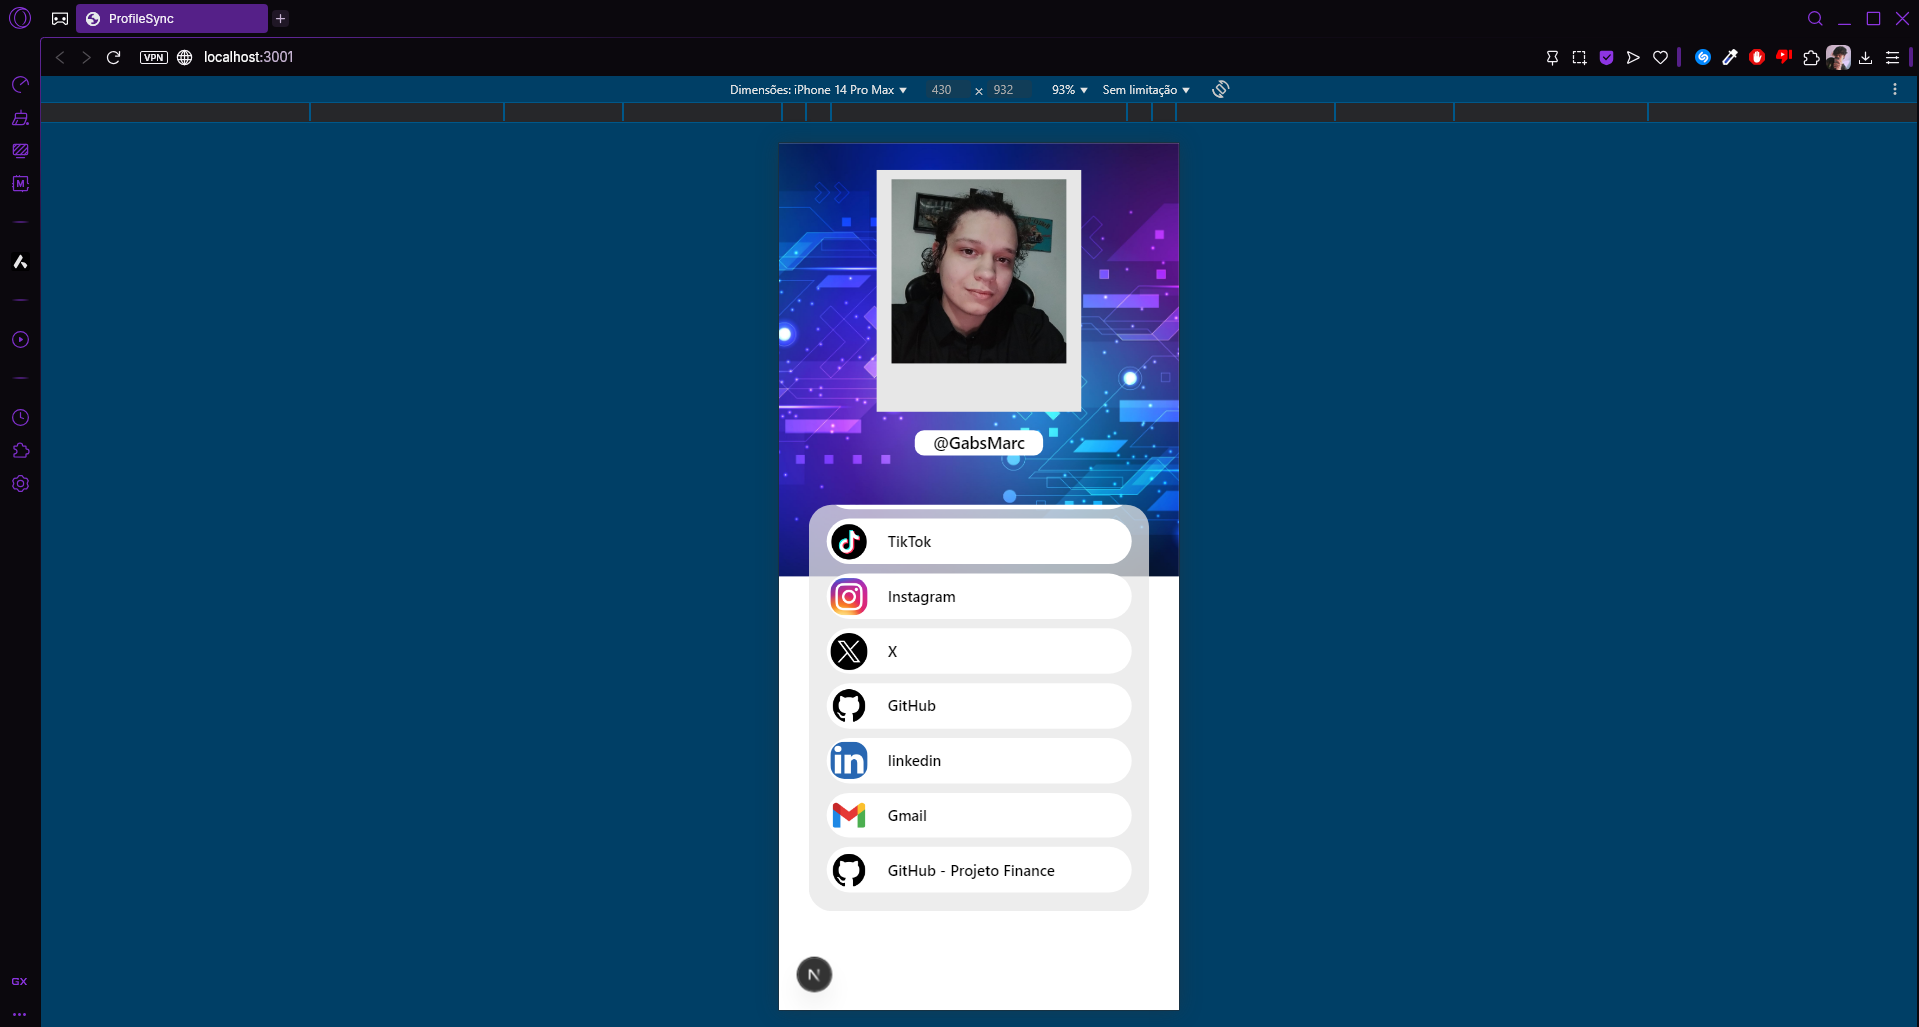 ProfileSync
VPN
localhost:3001
Dimensões: iPhone 14 Pro Max
430 × 932
93%
Sem limitação
M
@GabsMarc
TikTok
Instagram
X
GitHub
in
linkedin
Gmail
GitHub - Projeto Finance
N
GX